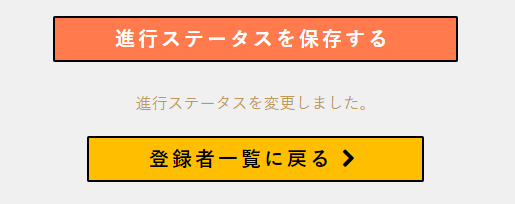 進行ステータスを保存する
進行ステータスを変更しました。
登録者一覧に戻る